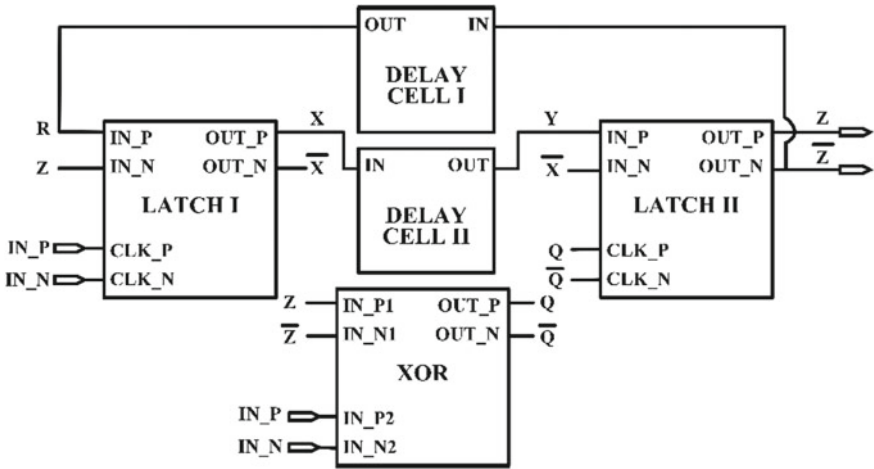 OUT IN
DELAY
CELL I
R IN_P OUT_P X
Z IN_N OUT_N X̅
LATCH I
IN_P CLK_P
IN_N CLK_N
IN OUT
DELAY
CELL II
Y IN_P OUT_P Z
X̅ IN_N OUT_N Z̅
LATCH II
Q CLK_P
Q̅ CLK_N
Z IN_P1 OUT_P Q
Z̅ IN_N1 OUT_N Q̅
XOR
IN_P IN_P2
IN_N IN_N2